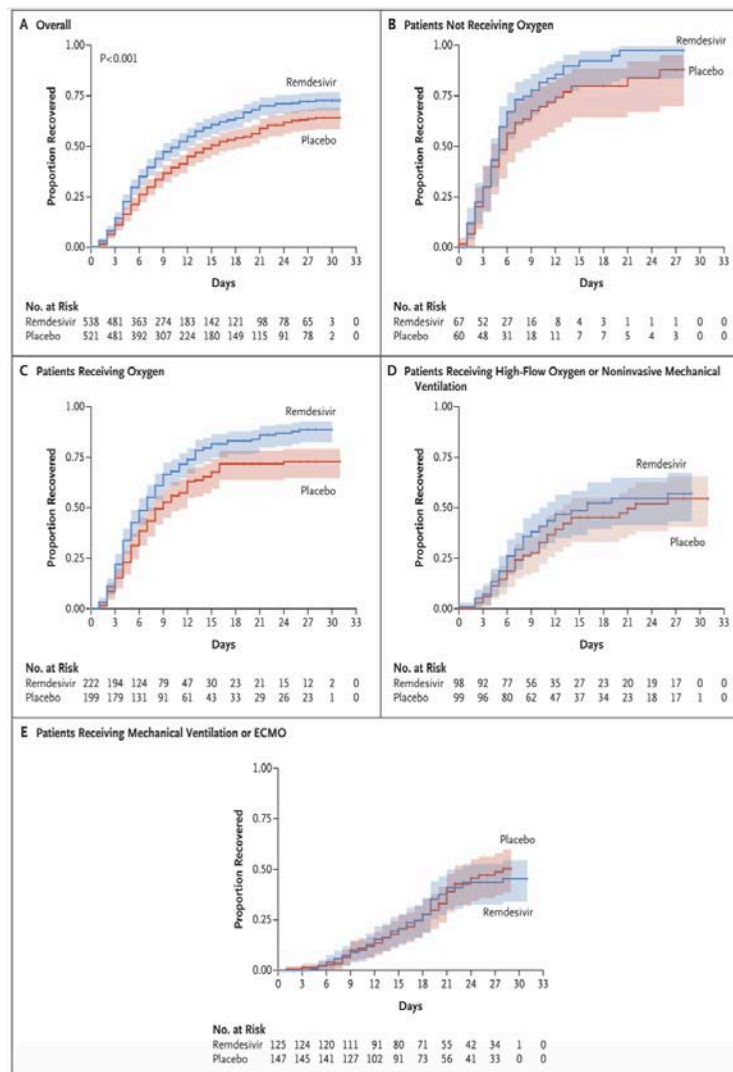 A Overall
P<0.001
Remdesivir
Placebo
Proportion Recovered
1.00
0.75
0.50
0.25
0.00
0 3 6 9 12 15 18 21 24 27 30 33
Days
No. at Risk
Remdesivir 538 481 363 274 183 142 121 98 78 65 3 0
Placebo 521 481 392 307 224 180 149 115 91 78 2 0
B Patients Not Receiving Oxygen
Remdesivir
Placebo
Proportion Recovered
1.00
0.75
0.50
0.25
0.00
0 3 6 9 12 15 18 21 24 27 30 33
Days
No. at Risk
Remdesivir 67 52 27 16 8 4 3 1 1 1 0 0
Placebo 60 48 31 18 11 7 7 5 4 3 0 0
C Patients Receiving Oxygen
Remdesivir
Placebo
Proportion Recovered
1.00
0.75
0.50
0.25
0.00
0 3 6 9 12 15 18 21 24 27 30 33
Days
No. at Risk
Remdesivir 222 194 124 79 47 30 23 21 15 12 2 0
Placebo 199 179 131 91 61 43 33 29 26 23 1 0
D Patients Receiving High-Flow Oxygen or Noninvasive Mechanical
Ventilation
Remdesivir
Placebo
Proportion Recovered
1.00
0.75
0.50
0.25
0.00
0 3 6 9 12 15 18 21 24 27 30 33
Days
No. at Risk
Remdesivir 98 92 77 56 35 27 23 20 19 17 0 0
Placebo 99 96 80 62 47 37 34 23 18 17 1 0
E Patients Receiving Mechanical Ventilation or ECMO
Placebo
Remdesivir
Proportion Recovered
1.00
0.75
0.50
0.25
0.00
0 3 6 9 12 15 18 21 24 27 30 33
Days
No. at Risk
Remdesivir 125 124 120 111 91 80 71 55 42 34 1 0
Placebo 147 145 141 127 102 91 73 56 41 33 0 0